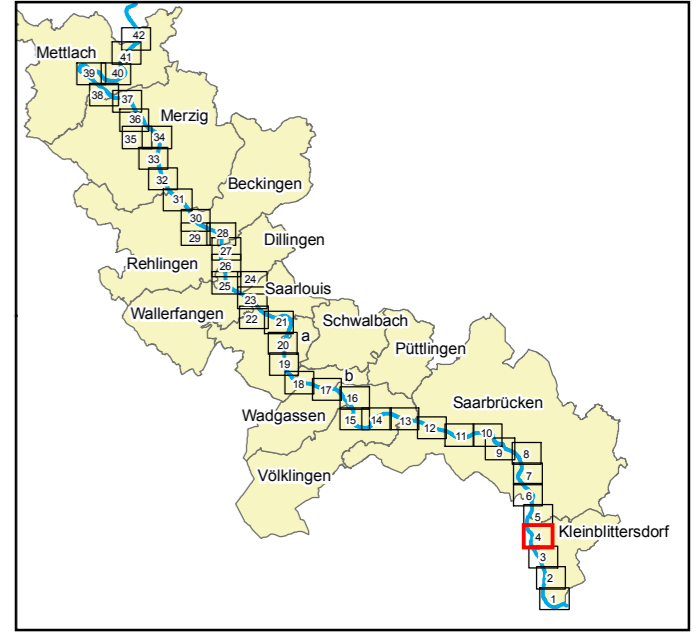 42
Mettlach
41
39
40
38
37
36
Merzig
35
34
33
32
Beckingen
31
30
28
29
Dillingen
27
Rehlingen
26
24
25
Saarlouis
23
Wallerfangen
22
21
Schwalbach
a
20
Püttlingen
19
b
18
17
16
Saarbrücken
Wadgassen
15
14
13
12
11
10
9
8
Völklingen
7
6
5
Kleinblittersdorf
4
3
2
1